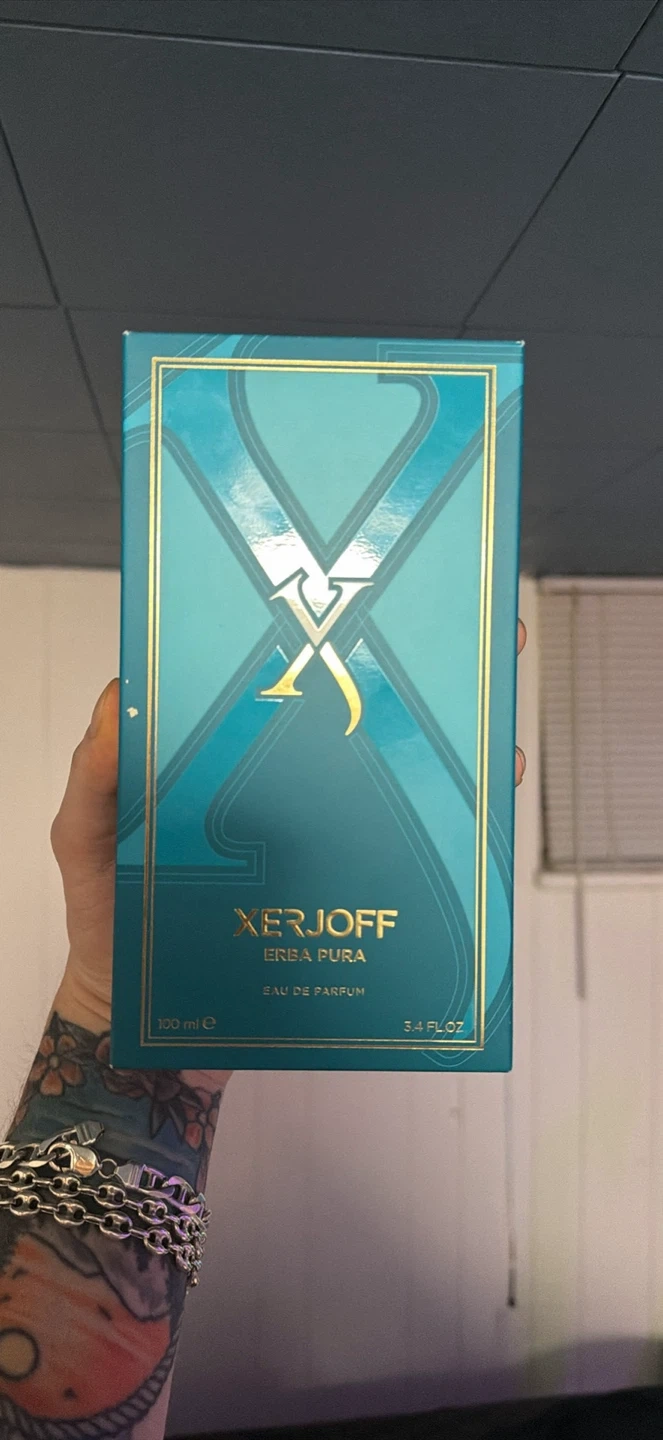 X
XERJOFF
ERBA PURA
EAU DE PARFUM
100 ml ℮ 3.4 FL.OZ